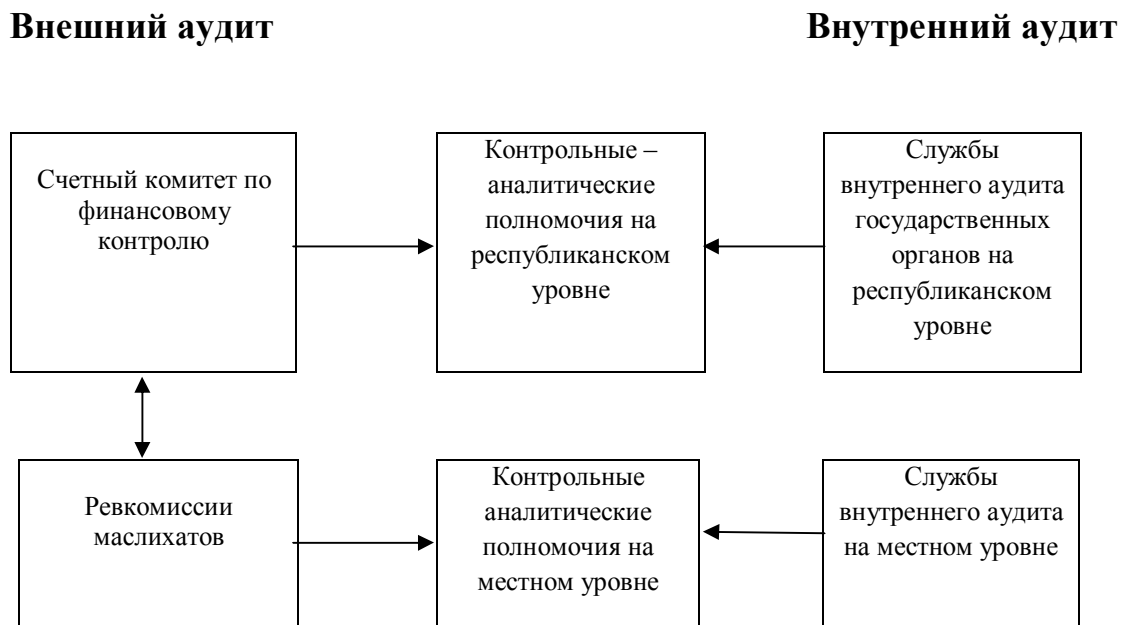 Внешний аудит
Внутренний аудит
Счетный комитет по
финансовому
контролю
Контрольные –
аналитические
полномочия на
республиканском
уровне
Службы
внутреннего аудита
государственных
органов на
республиканском
уровне
Ревкомиссии
маслихатов
Контрольные
аналитические
полномочия на
местном уровне
Службы
внутреннего аудита
на местном уровне